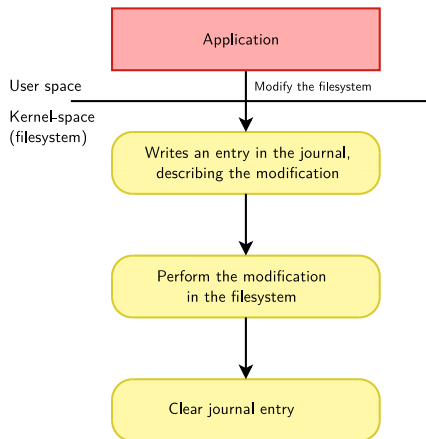 Application
User space
Modify the filesystem
Kernel-space
(filesystem)
Writes an entry in the journal,
describing the modification
Perform the modification
in the filesystem
Clear journal entry